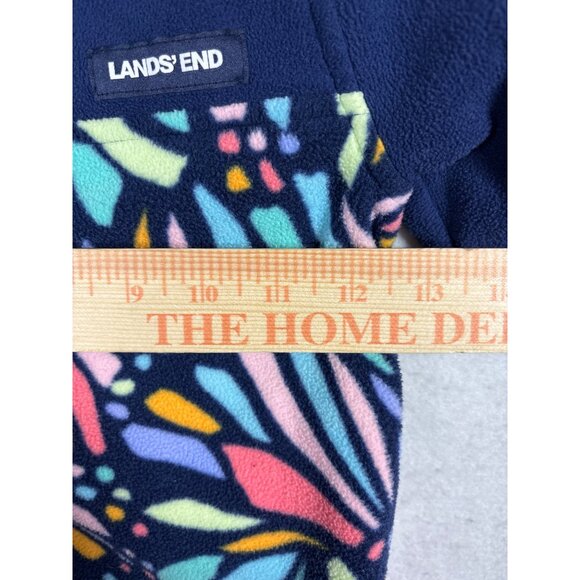 LANDS' END
9 10 11 12 13
THE HOME DE